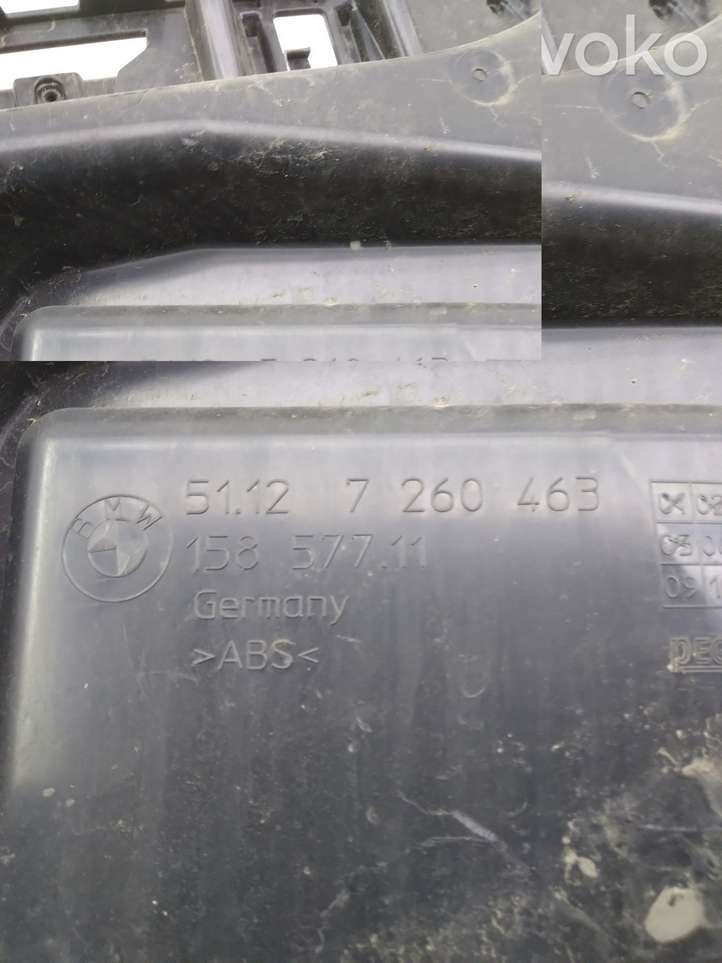 voko
51.12 7 260 463
BMW
158 577.11
Germany
>ABS<